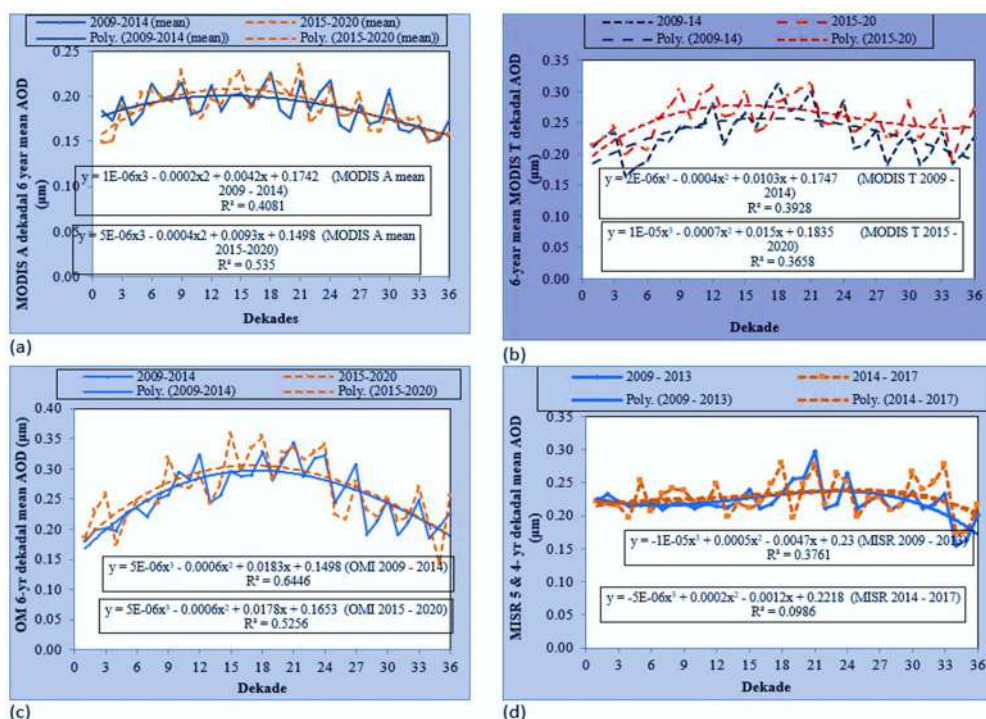 2009-2014 (mean) 2015-2020 (mean)
Poly. (2009-2014 (mean)) Poly. (2015-2020 (mean))
MODIS A dekadal 6 year mean AOD
(µm)
0.25
0.20
0.15
0.10
0.05
0.00
y = 1E-06x3 - 0.0002x2 + 0.0042x + 0.1742 (MODIS A mean
2009 - 2014)
R² = 0.4081
y = 5E-06x3 - 0.0004x2 + 0.0093x + 0.1498 (MODIS A mean
2015-2020)
R² = 0.535
0 3 6 9 12 15 18 21 24 27 30 33 36
Dekades
(a)
2009-14 2015-20
Poly. (2009-14) Poly. (2015-20)
6-year mean MODIS T dekadal AOD
(µm)
0.35
0.30
0.25
0.20
0.15
0.10
0.05
0.00
y = 2E-06x³ - 0.0004x² + 0.0103x + 0.1747 (MODIS T 2009 -
2014)
R² = 0.3928
y = 1E-05x³ - 0.0007x² + 0.015x + 0.1835 (MODIS T 2015 -
2020)
R² = 0.3658
0 3 6 9 12 15 18 21 24 27 30 33 36
Dekade
(b)
2009-2014 2015-2020
Poly. (2009-2014) Poly. (2015-2020)
OM 6-yr dekadal mean AOD (µm)
0.40
0.30
0.20
0.10
0.00
y = 5E-06x³ - 0.0006x² + 0.0183x + 0.1498 (OMI 2009 - 2014)
R² = 0.6446
y = 5E-06x³ - 0.0006x² + 0.0178x + 0.1653 (OMI 2015 - 2020)
R² = 0.5256
0 3 6 9 12 15 18 21 24 27 30 33 36
Dekade
(c)
2009 - 2013 2014 - 2017
Poly. (2009 - 2013) Poly. (2014 - 2017)
MISR 5 & 4- yr dekadal mean AOD
(µm)
0.35
0.30
0.25
0.20
0.15
0.10
0.05
0.00
y = -1E-05x³ + 0.0005x² - 0.0047x + 0.23 (MISR 2009 - 2013)
R² = 0.3761
y = -5E-06x³ + 0.0002x² - 0.0012x + 0.2218 (MISR 2014 - 2017)
R² = 0.0986
0 3 6 9 12 15 18 21 24 27 30 33 36
Dekade
(d)